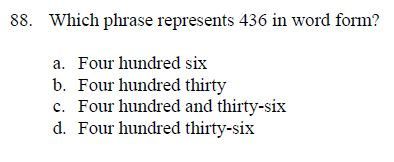 88. Which phrase represents 436 in word form?
a. Four hundred six
b. Four hundred thirty
c. Four hundred and thirty-six
d. Four hundred thirty-six